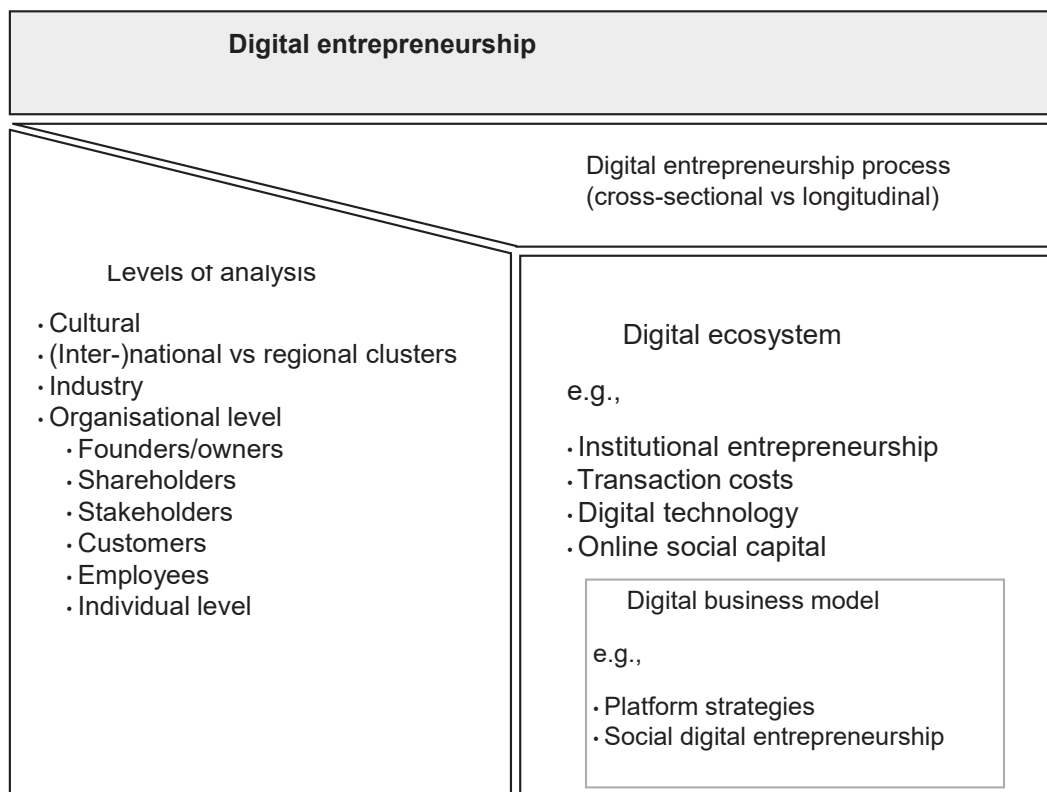 Digital entrepreneurship
Digital entrepreneurship process
(cross-sectional vs longitudinal)
Levels of analysis
· Cultural
· (Inter-)national vs regional clusters
· Industry
· Organisational level
· Founders/owners
· Shareholders
· Stakeholders
· Customers
· Employees
· Individual level
Digital ecosystem
e.g.,
· Institutional entrepreneurship
· Transaction costs
· Digital technology
· Online social capital
Digital business model
e.g.,
· Platform strategies
· Social digital entrepreneurship